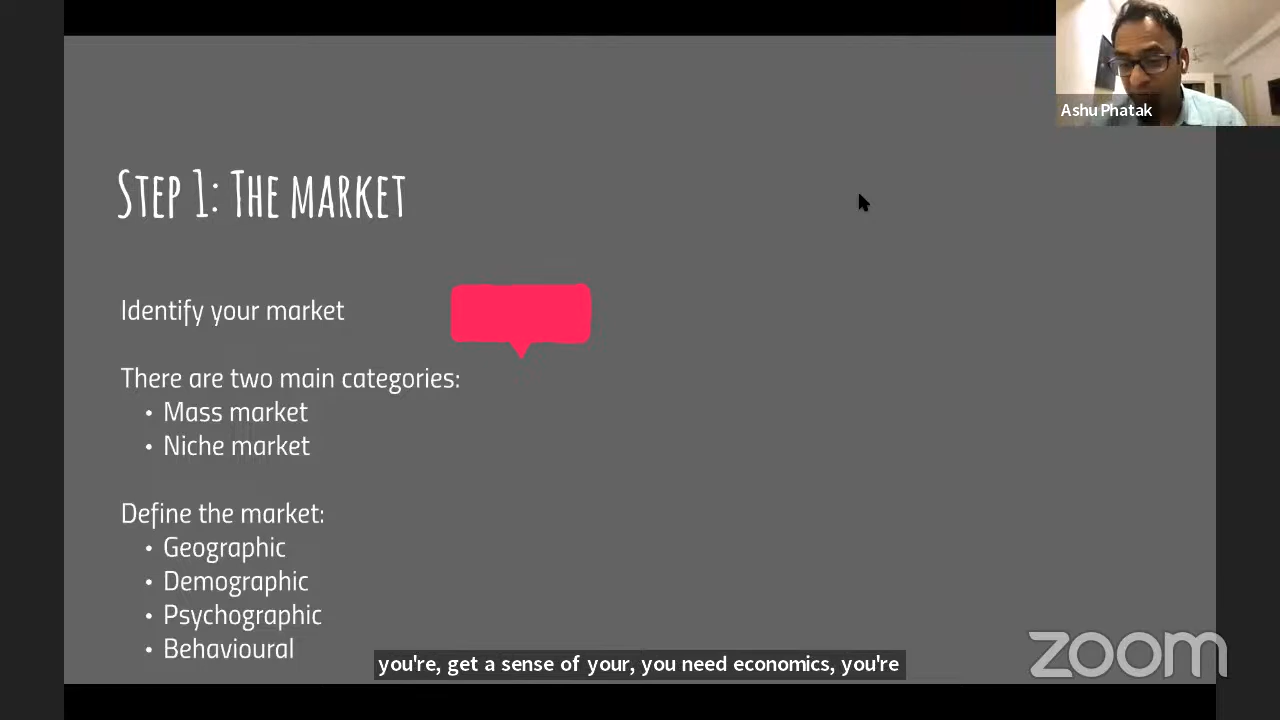 Ashu Phatak
Step 1: The market
Identify your market
There are two main categories:
• Mass market
• Niche market
Define the market:
• Geographic
• Demographic
• Psychographic
• Behavioural
you're, get a sense of your, you need economics, you're
zoom